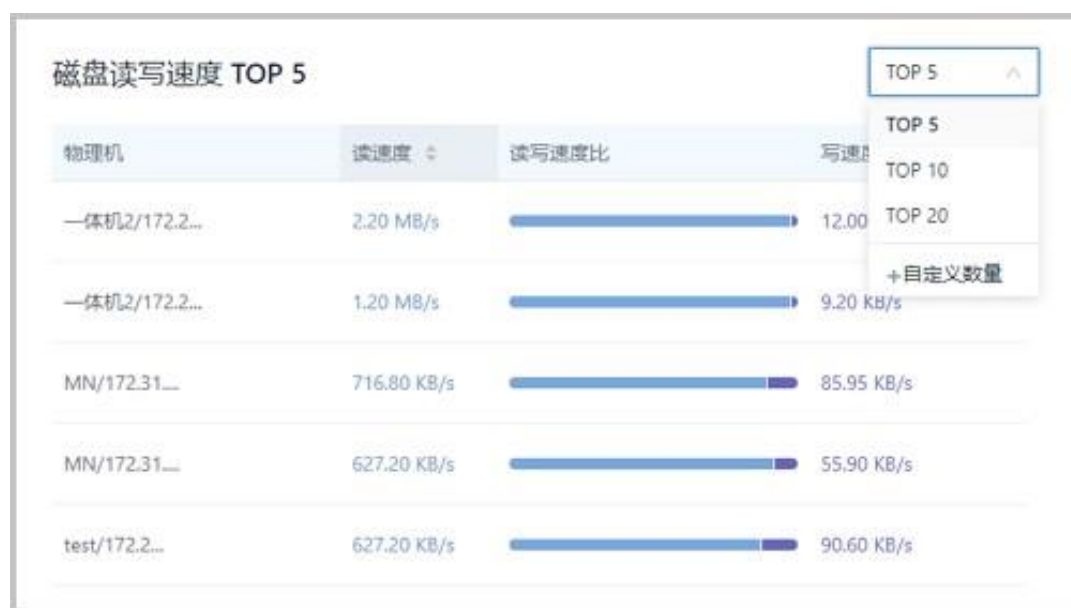 磁盘读写速度 TOP 5
TOP 5
TOP 5
TOP 10
TOP 20
+自定义数量
物理机 读速度 读写速度比 写速度
一体机2/172.2... 2.20 MB/s 12.00
一体机2/172.2... 1.20 MB/s 9.20 KB/s
MN/172.31.... 716.80 KB/s 85.95 KB/s
MN/172.31.... 627.20 KB/s 55.90 KB/s
test/172.2... 627.20 KB/s 90.60 KB/s